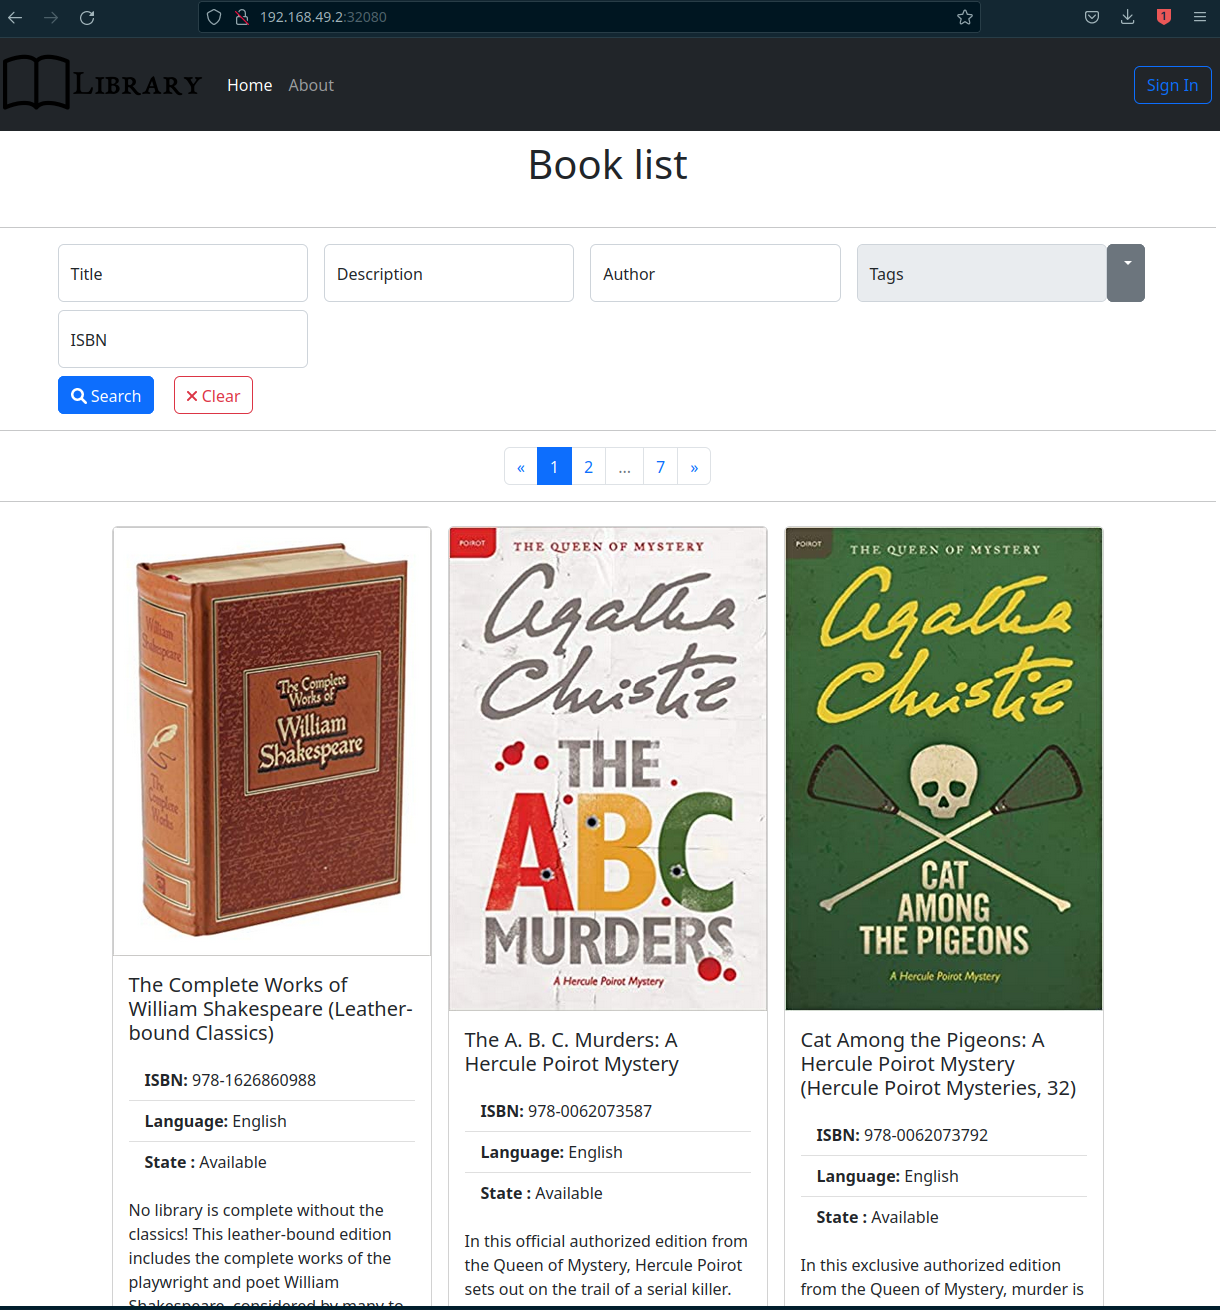 192.168.49.2:32080
1
LIBRARY
Home
About
Sign In
Book list
Title
Description
Author
Tags
ISBN
Search
Clear
«
1
2
...
7
»
William
Shakespeare
The Complete
Works of
William
Shakespeare
The
Complete
Works
The Complete Works of
William Shakespeare (Leather-
bound Classics)
ISBN: 978-1626860988
Language: English
State : Available
No library is complete without the
classics! This leather-bound edition
includes the complete works of the
playwright and poet William
Shakespeare, considered by many to
POIROT
THE QUEEN OF MYSTERY
Agatha
Christie
THE
ABC
MURDERS
A Hercule Poirot Mystery
The A. B. C. Murders: A
Hercule Poirot Mystery
ISBN: 978-0062073587
Language: English
State : Available
In this official authorized edition from
the Queen of Mystery, Hercule Poirot
sets out on the trail of a serial killer.
POIROT
THE QUEEN OF MYSTERY
Agatha
Christie
CAT
AMONG
THE PIGEONS
A Hercule Poirot Mystery
Cat Among the Pigeons: A
Hercule Poirot Mystery
(Hercule Poirot Mysteries, 32)
ISBN: 978-0062073792
Language: English
State : Available
In this exclusive authorized edition
from the Queen of Mystery, murder is